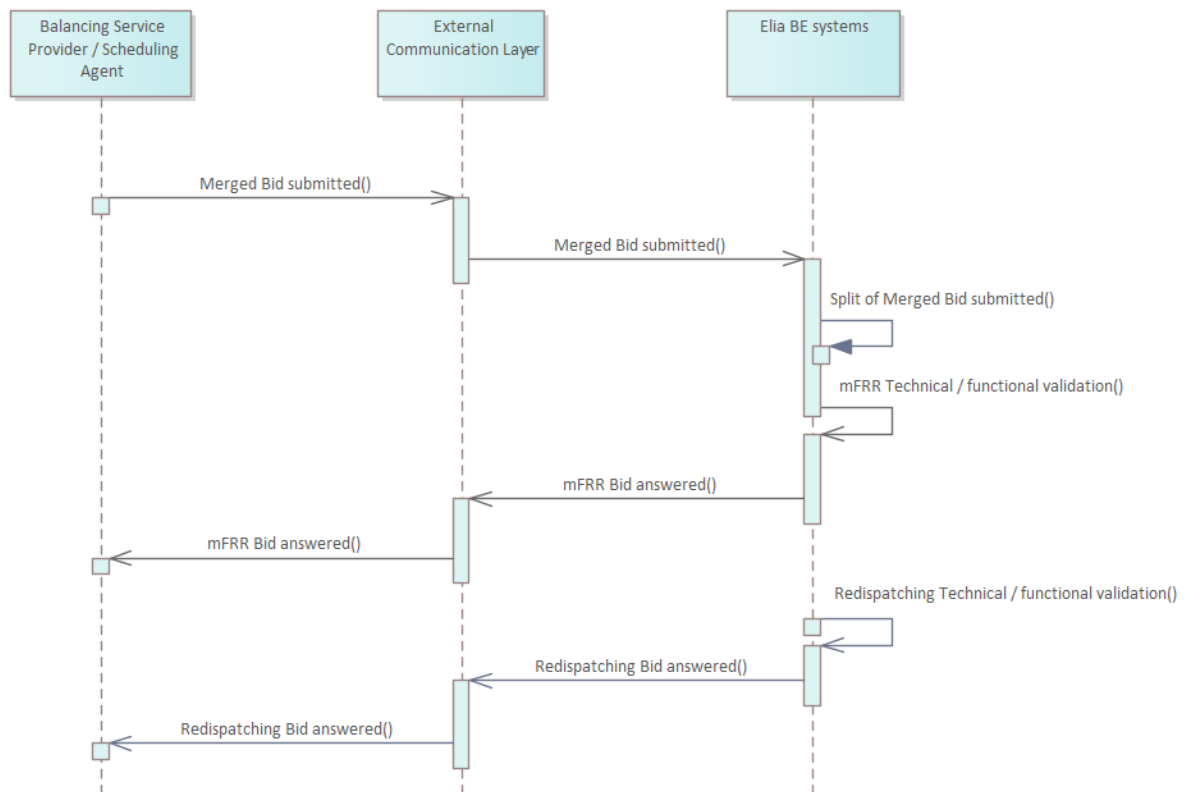 Balancing Service
Provider / Scheduling
Agent
External
Communication Layer
Elia BE systems
Merged Bid submitted()
Merged Bid submitted()
Split of Merged Bid submitted()
mFRR Technical / functional validation()
mFRR Bid answered()
mFRR Bid answered()
Redispatching Technical / functional validation()
Redispatching Bid answered()
Redispatching Bid answered()